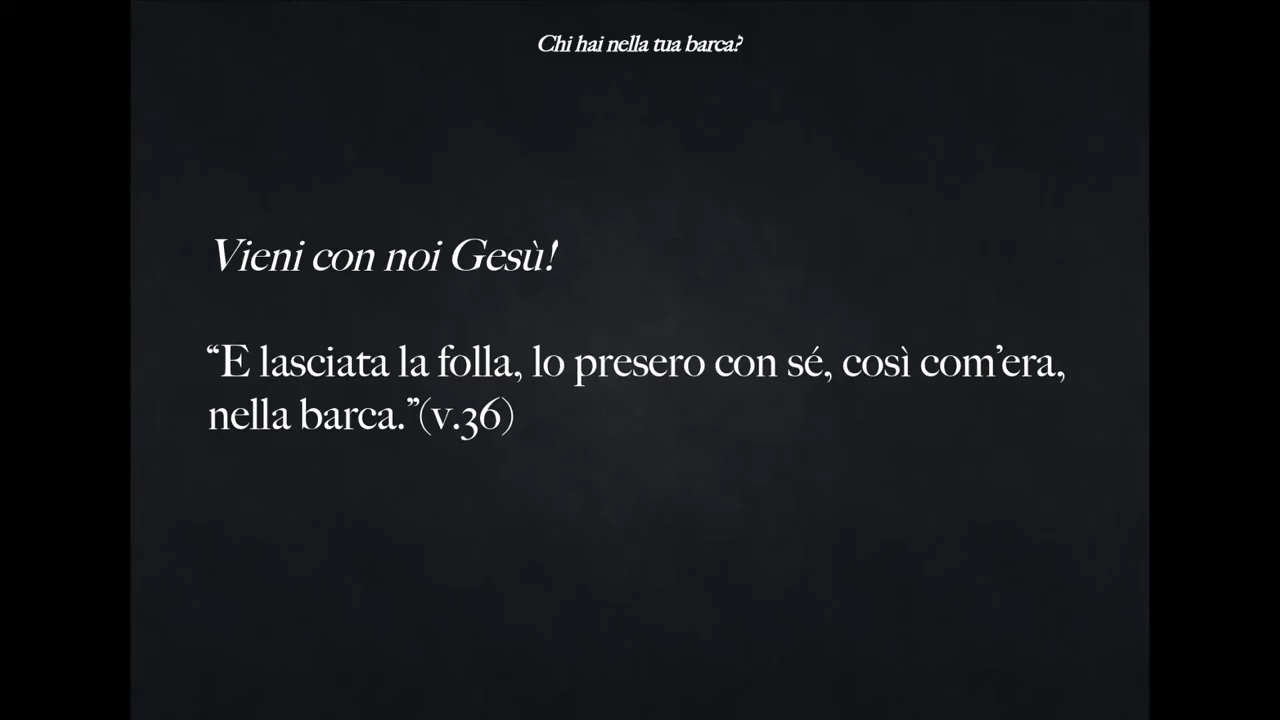 Chi hai nella tua barca?
Vieni con noi Gesù!
“E lasciata la folla, lo presero con sé, così com’era,
nella barca.”(v.36)